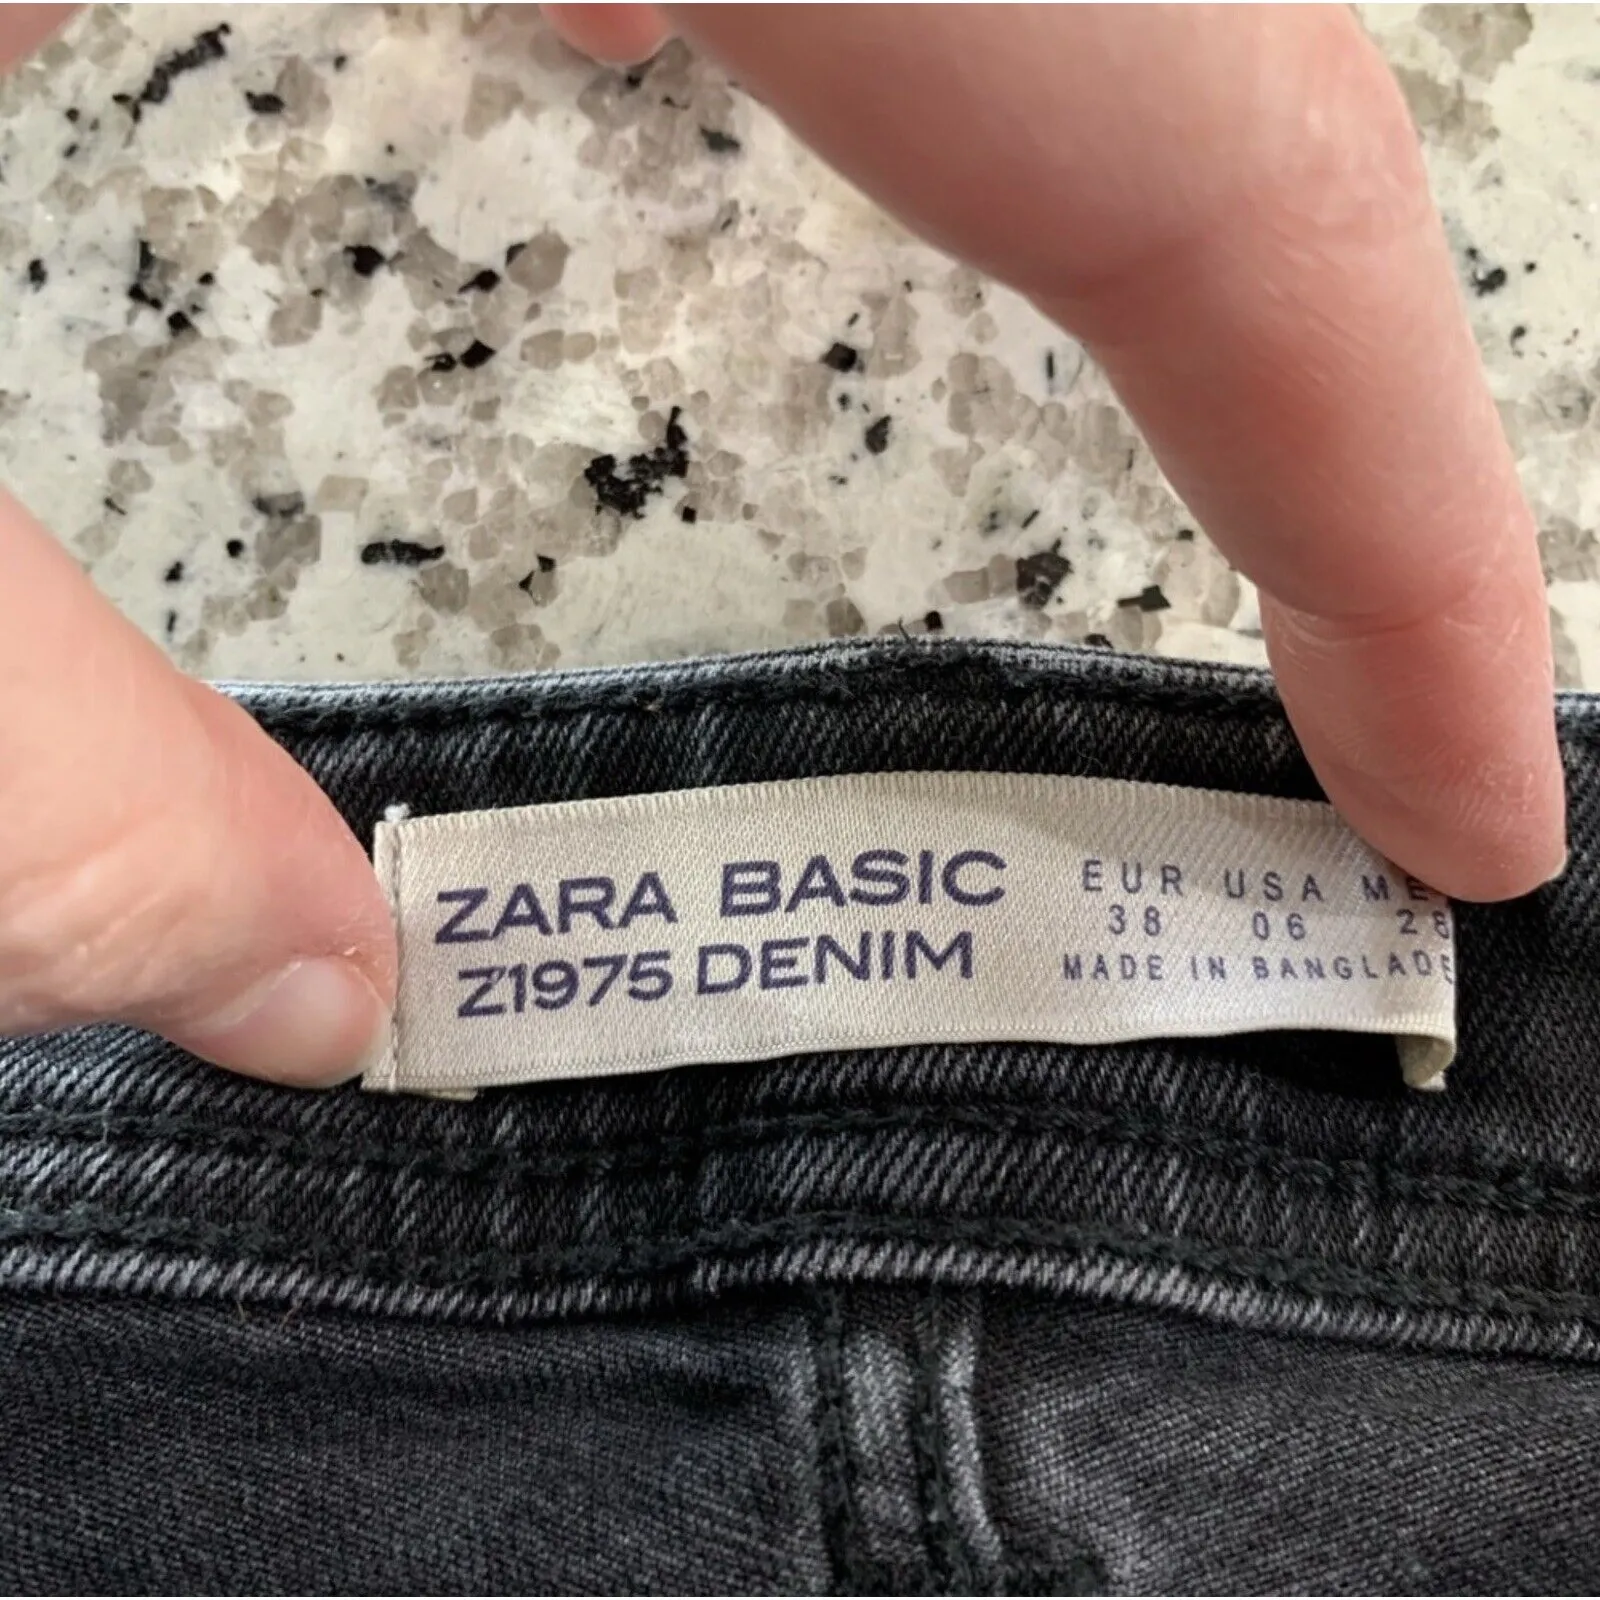 ZARA BASIC
Z1975 DENIM
EUR USA ME
38 06 28
MADE IN BANGLADE